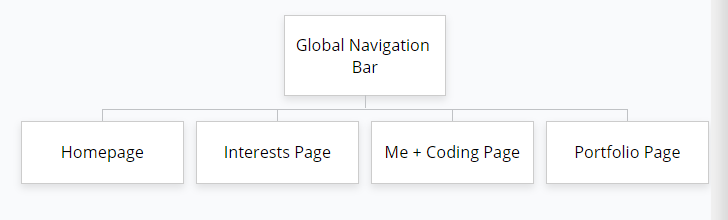 Global Navigation
Bar
Homepage
Interests Page
Me + Coding Page
Portfolio Page